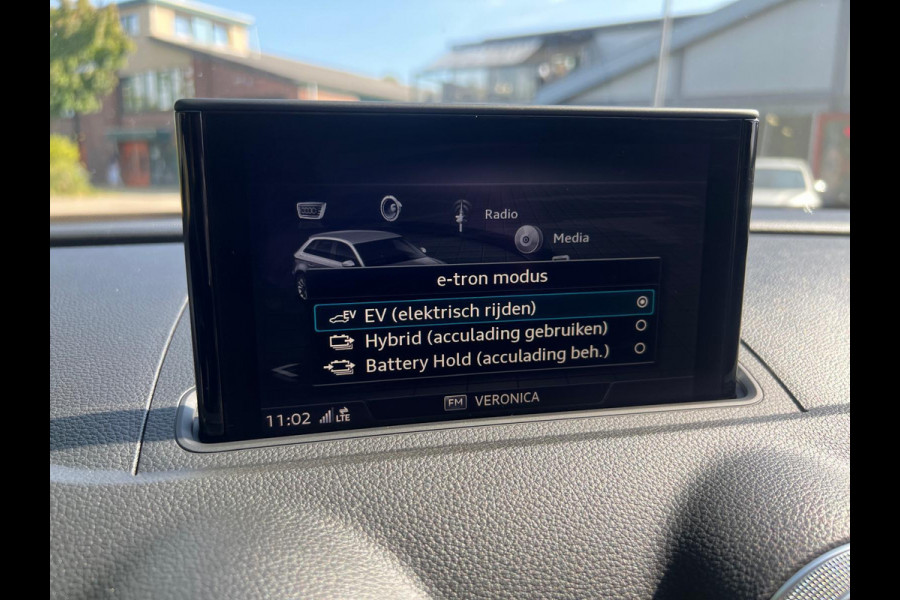 Radio
Media
e-tron modus
EV EV (elektrisch rijden)
Hybrid (acculading gebruiken)
Battery Hold (acculading beh.)
FM VERONICA
11:02 LTE